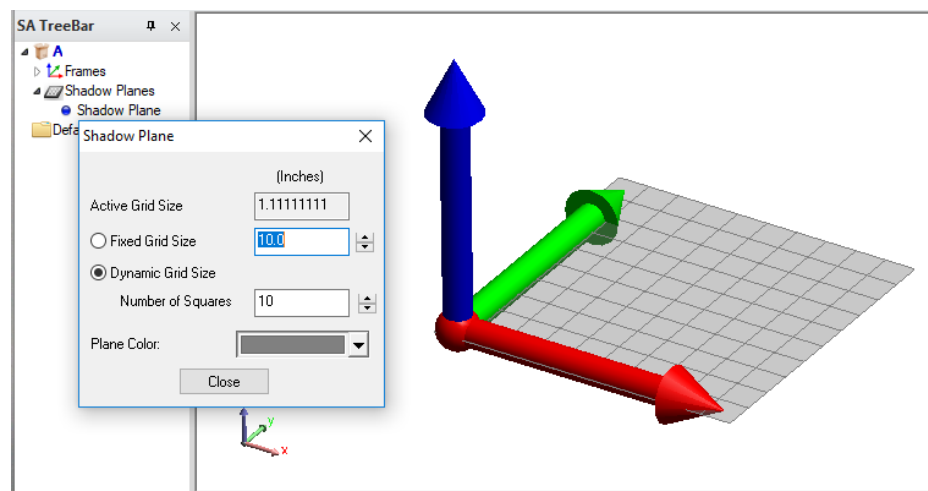 SA TreeBar
A
Frames
Shadow Planes
Shadow Plane
Defa
Shadow Plane
(Inches)
Active Grid Size 1.11111111
Fixed Grid Size 10.0
Dynamic Grid Size
Number of Squares 10
Plane Color:
Close
y
x